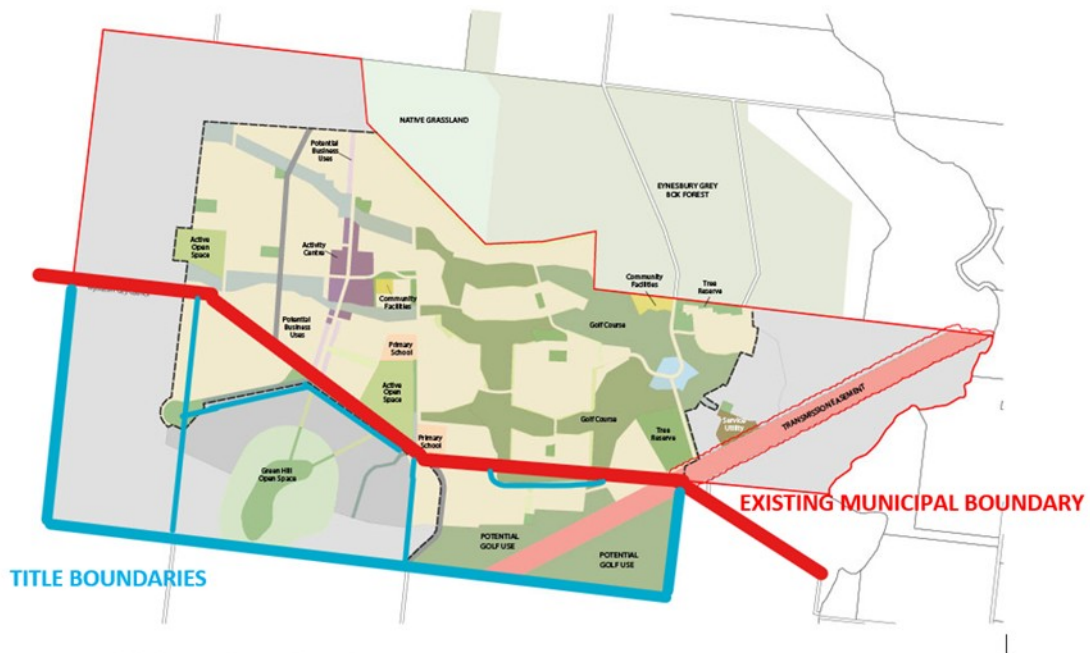 NATIVE GRASSLAND
Potential
Business
Uses
EYNESBURY GREY
BOX FOREST
Active
Open
Space
Activity
Centre
Community
Facilities
Community
Facilities
Tree
Reserve
Potential
Business
Uses
Golf Course
Primary
School
Active
Open
Space
TRANSMISSION EASEMENT
Golf Course
Service
Utility
Tree
Reserve
Primary
School
Green Hill
Open Space
EXISTING MUNICIPAL BOUNDARY
POTENTIAL
GOLF USE
POTENTIAL
GOLF USE
TITLE BOUNDARIES